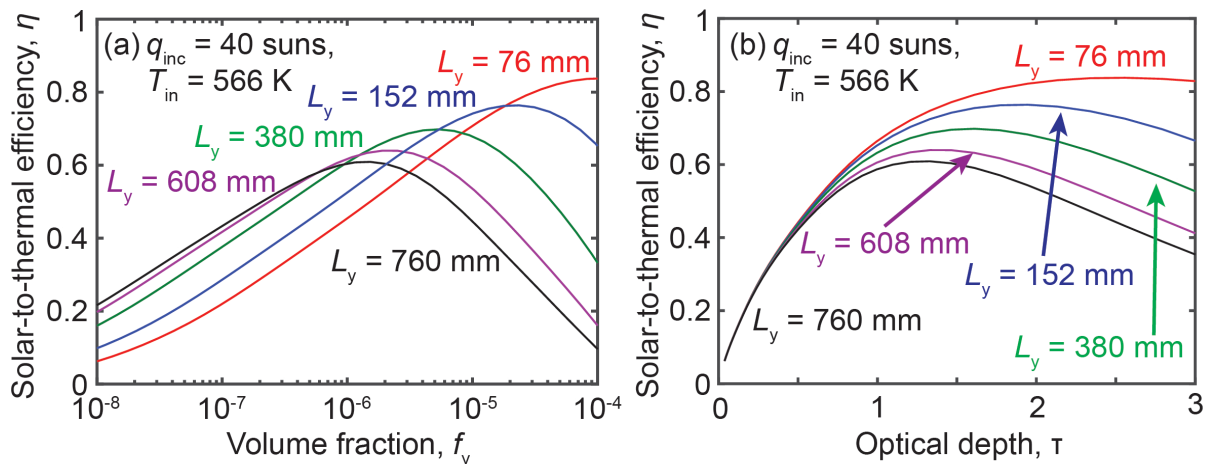 (a) q_inc = 40 suns,
T_in = 566 K
L_y = 76 mm
L_y = 152 mm
L_y = 380 mm
L_y = 608 mm
L_y = 760 mm
Solar-to-thermal efficiency, η
1
0.8
0.6
0.4
0.2
0
10^-8
10^-7
10^-6
10^-5
10^-4
Volume fraction, f_v
(b) q_inc = 40 suns,
T_in = 566 K
L_y = 76 mm
L_y = 608 mm
L_y = 152 mm
L_y = 760 mm
L_y = 380 mm
Solar-to-thermal efficiency, η
1
0.8
0.6
0.4
0.2
0
0
1
2
3
Optical depth, τ